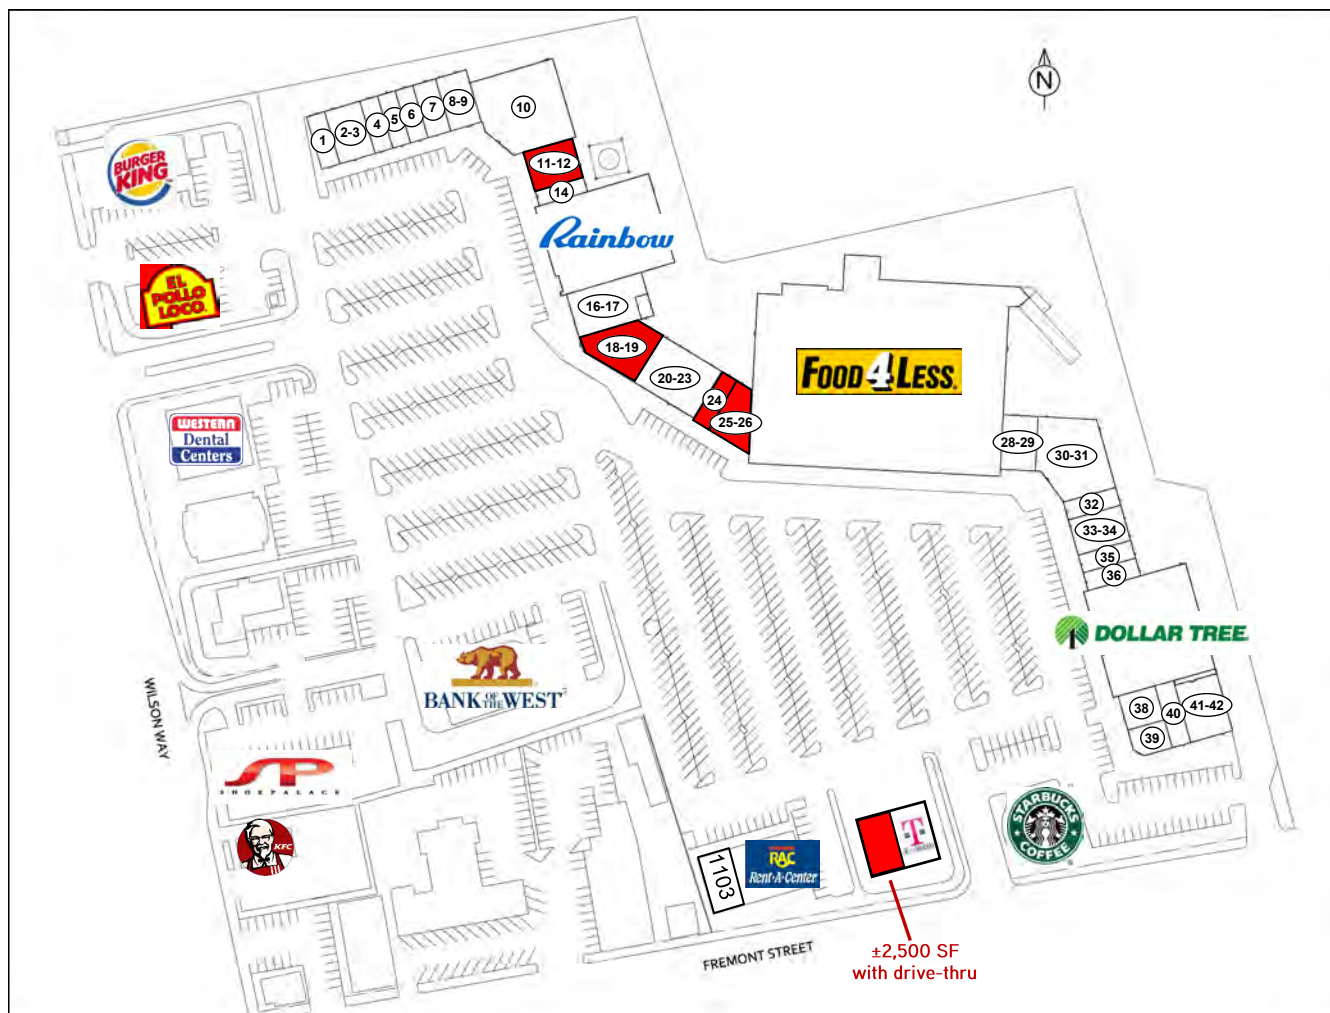 N
1
2-3
4
5
6
7
8-9
10
11-12
14
BURGER
KING
Rainbow
EL
POLLO
LOCO
16-17
18-19
20-23
24
25-26
FOOD 4 LESS
28-29
30-31
32
33-34
35
36
WESTERN
Dental
Centers
DOLLAR TREE
BANK OF THE WEST
38
39
40
41-42
WILSON WAY
SP
SHOE PALACE
KFC
1103
RAC
Rent-A-Center
T
STARBUCKS
COFFEE
FREMONT STREET
±2,500 SF
with drive-thru